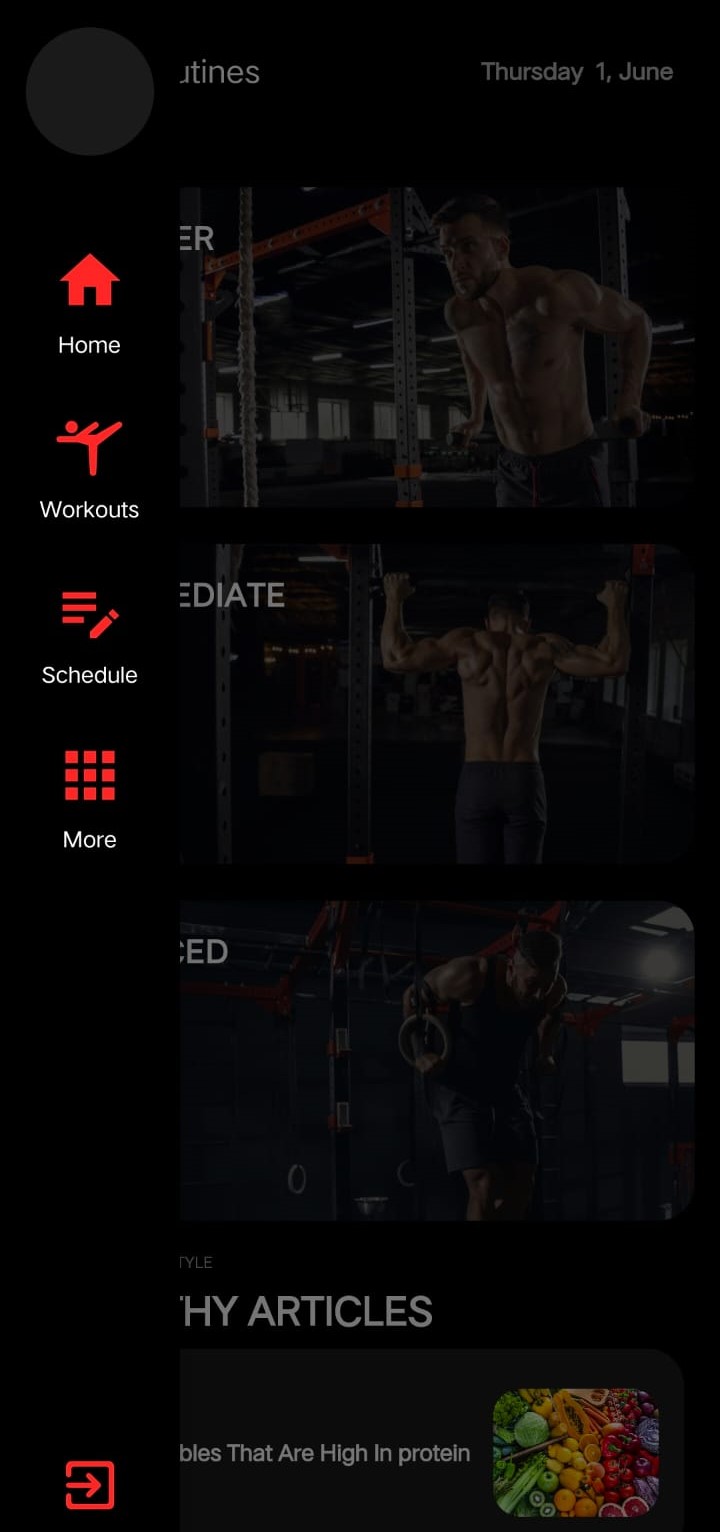 utines
Thursday 1, June
ER
Home
Workouts
EDIATE
Schedule
More
CED
TYLE
THY ARTICLES
bles That Are High In protein